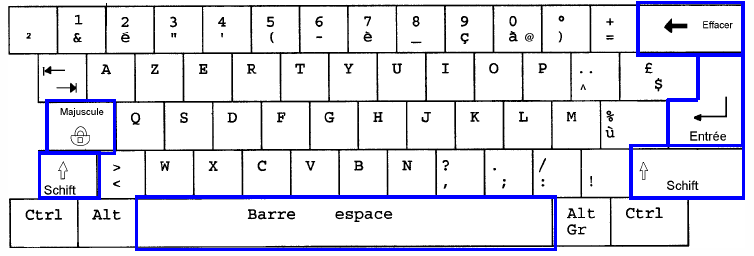 1 2 3 4 5 6 7 8 9 0 ° + Effacer
² & ë " ' ( - è _ ç à @ ) =
A Z E R T Y U I O P .. £
^ $
Majuscule Q S D F G H J K L M %
ù Entrée
> W X C V B N ? . /
Schift < , ; : ! Schift
Ctrl Alt Barre espace Alt Ctrl
Gr